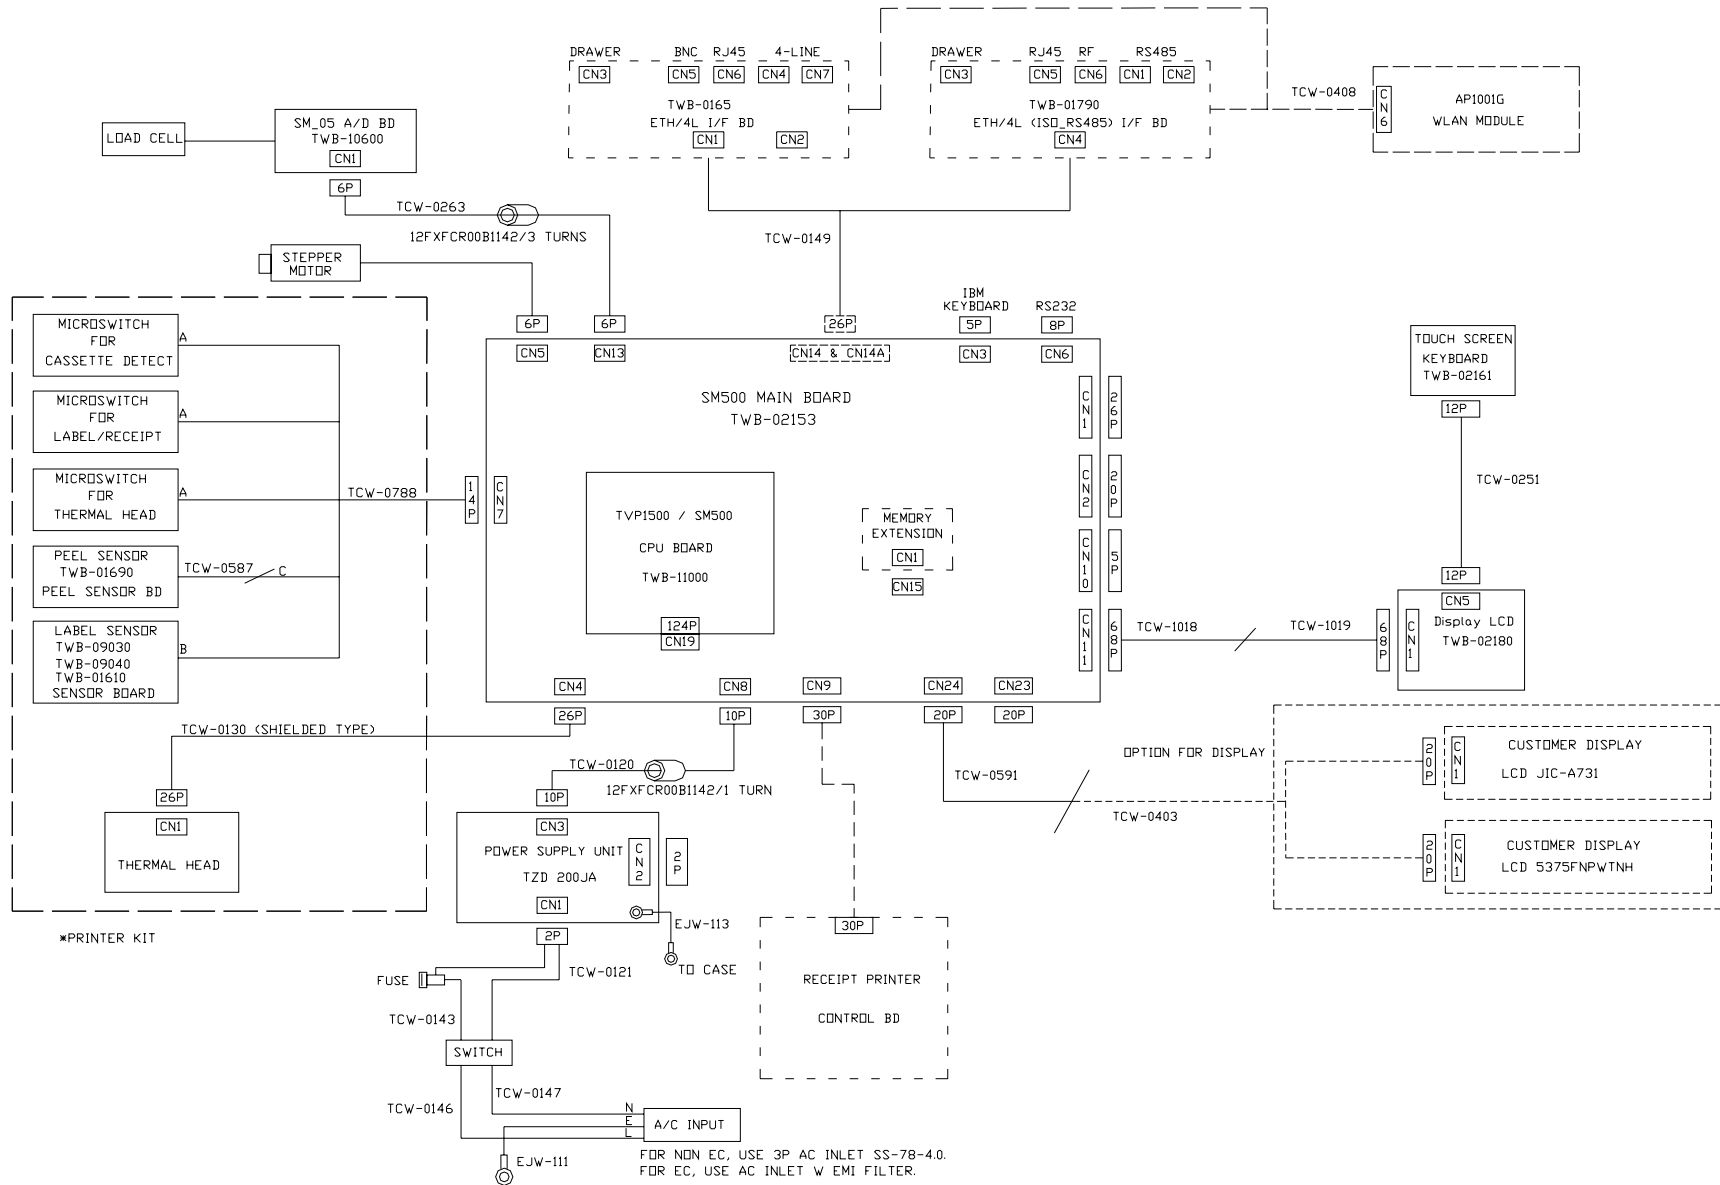 DRAWER
BNC
RJ45
4-LINE
CN3
CN5
CN6
CN4
CN7
TWB-0165
ETH/4L I/F BD
CN1
CN2
DRAWER
RJ45
RF
RS485
CN3
CN5
CN6
CN1
CN2
TWB-01790
ETH/4L (ISO_RS485) I/F BD
CN4
TCW-0408
CN6
AP1001G
WLAN MODULE
LOAD CELL
SM_05 A/D BD
TWB-10600
CN1
6P
TCW-0263
12FXFCR00B1142/3 TURNS
TCW-0149
STEPPER
MOTOR
6P
6P
26P
IBM
KEYBOARD
5P
RS232
8P
CN5
CN13
CN14 & CN14A
CN3
CN6
MICROSWITCH
FOR
CASSETTE DETECT
A
MICROSWITCH
FOR
LABEL/RECEIPT
A
MICROSWITCH
FOR
THERMAL HEAD
A
TCW-0788
14P
CN7
PEEL SENSOR
TWB-01690
PEEL SENSOR BD
TCW-0587
C
LABEL SENSOR
TWB-09030
TWB-09040
TWB-01610
SENSOR BOARD
B
SM500 MAIN BOARD
TWB-02153
TVP1500 / SM500
CPU BOARD
TWB-11000
124P
CN19
MEMORY
EXTENSION
CN1
CN15
CN1
26P
CN2
20P
CN10
5P
CN11
68P
TOUCH SCREEN
KEYBOARD
TWB-02161
12P
TCW-0251
12P
CN5
Display LCD
TWB-02180
TCW-1018
TCW-1019
68P
CN1
CN4
CN8
CN9
CN24
CN23
26P
10P
30P
20P
20P
TCW-0130 (SHIELDED TYPE)
26P
CN1
THERMAL HEAD
*PRINTER KIT
TCW-0120
12FXFCR00B1142/1 TURN
10P
CN3
POWER SUPPLY UNIT
TZD 200JA
CN2
2P
CN1
2P
EJW-113
TO CASE
TCW-0121
FUSE
TCW-0143
SWITCH
TCW-0147
TCW-0146
N
E
L
A/C INPUT
EJW-111
FOR NON EC, USE 3P AC INLET SS-78-4.0.
FOR EC, USE AC INLET W EMI FILTER.
30P
RECEIPT PRINTER
CONTROL BD
TCW-0591
TCW-0403
OPTION FOR DISPLAY
20P
CN1
CUSTOMER DISPLAY
LCD JIC-A731
20P
CN1
CUSTOMER DISPLAY
LCD 5375FNPWTNH